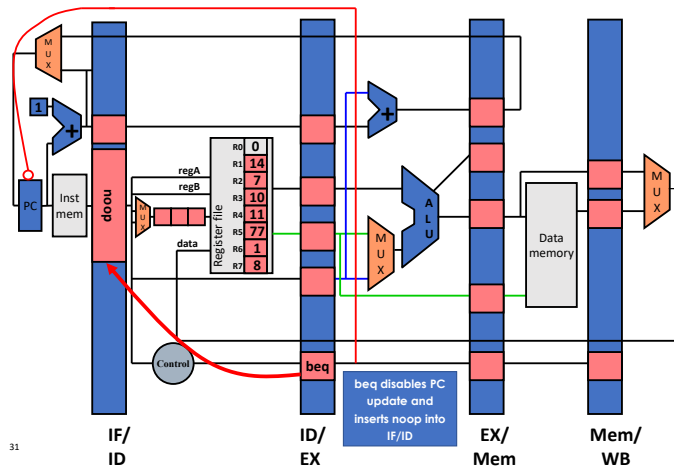 M U X
1
+
+
R0 0
R1 14
R2 7
R3 10
R4 11
R5 77
R6 1
R7 8
regA
regB
data
PC
Inst
mem
noop
M U X
Register file
M U X
A L U
Data
memory
M U X
Control
beq
beq disables PC
update and
inserts noop into
IF/ID
IF/
ID
ID/
EX
EX/
Mem
Mem/
WB
31